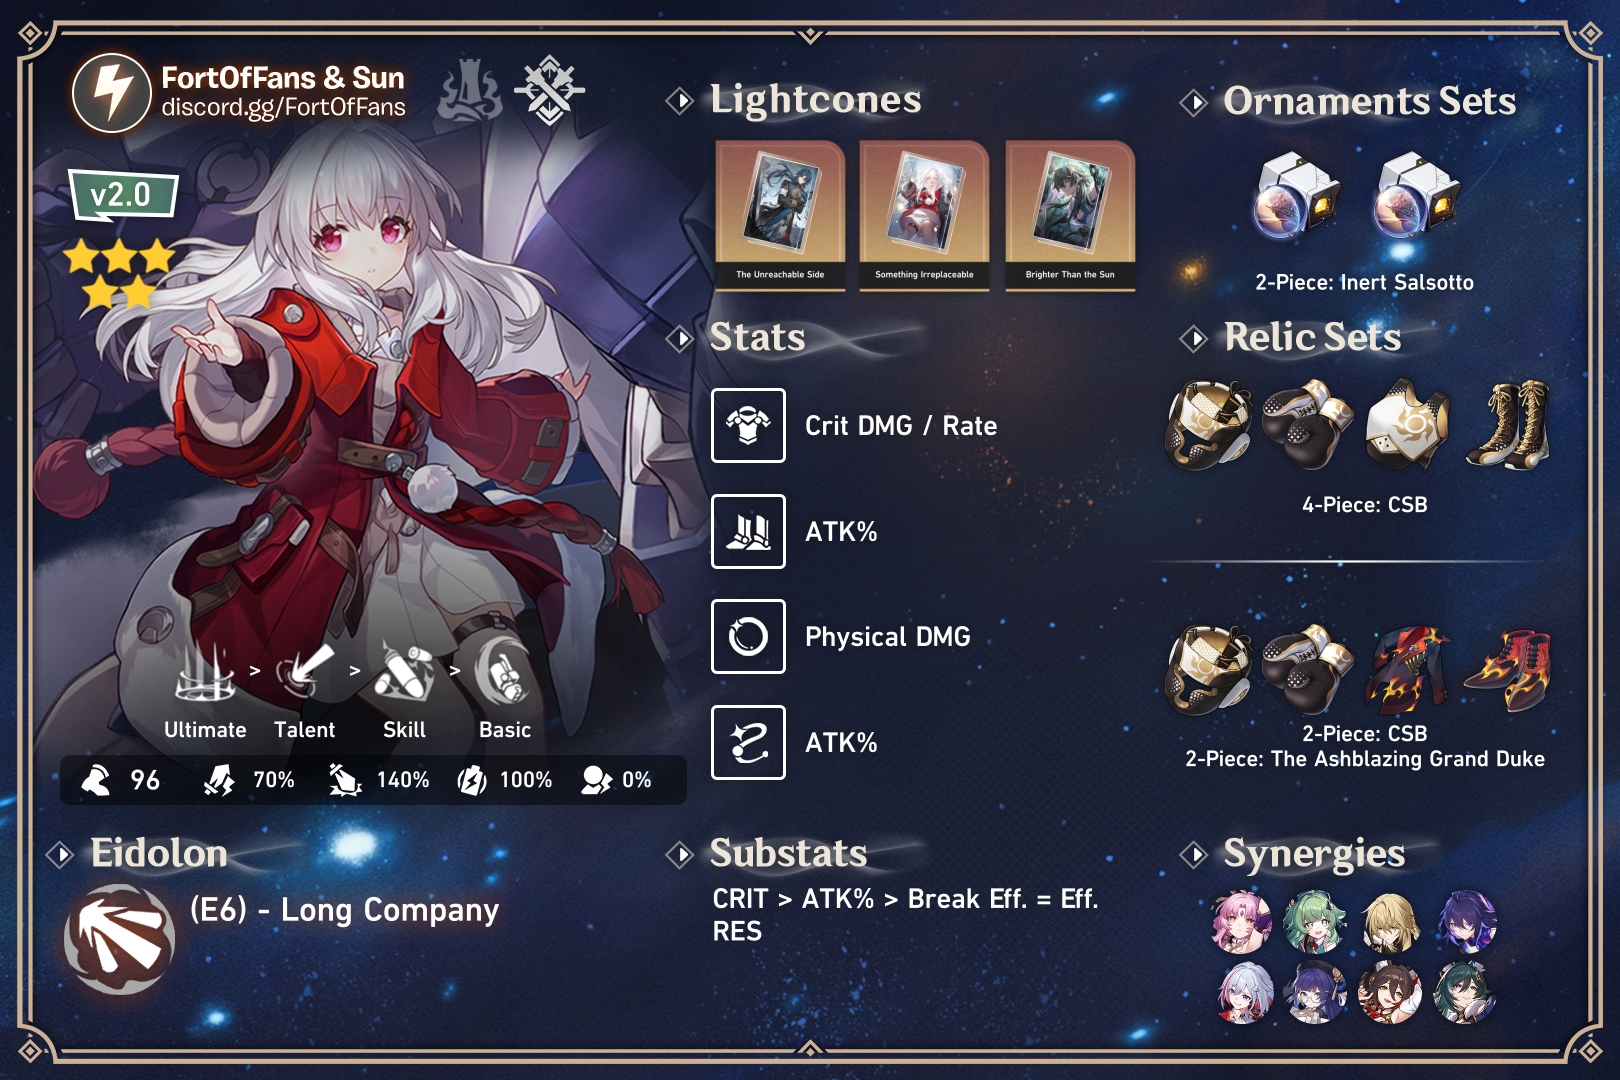 FortOfFans & Sun
discord.gg/FortOfFans
v2.0
Ultimate > Talent > Skill > Basic
96 70% 140% 100% 0%
Eidolon
(E6) - Long Company
Lightcones
The Unreachable Side
Something Irreplaceable
Brighter Than the Sun
Stats
Crit DMG / Rate
ATK%
Physical DMG
ATK%
Substats
CRIT > ATK% > Break Eff. = Eff.
RES
Ornaments Sets
2-Piece: Inert Salsotto
Relic Sets
4-Piece: CSB
2-Piece: CSB
2-Piece: The Ashblazing Grand Duke
Synergies